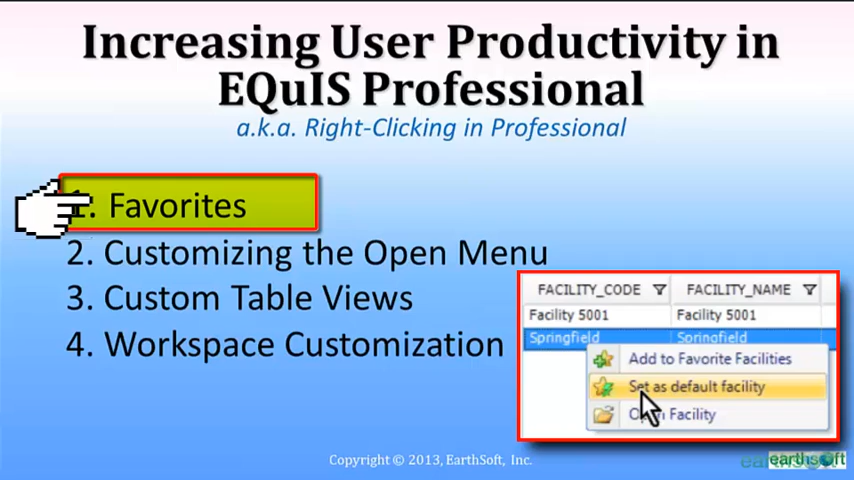 Increasing User Productivity in
EQuIS Professional
a.k.a. Right-Clicking in Professional
1. Favorites
2. Customizing the Open Menu
3. Custom Table Views
4. Workspace Customization
FACILITY_CODE FACILITY_NAME
Facility 5001 Facility 5001
Springfield Springfield
Add to Favorite Facilities
Set as default facility
Open Facility
Copyright © 2013, EarthSoft, Inc.
earthsoft